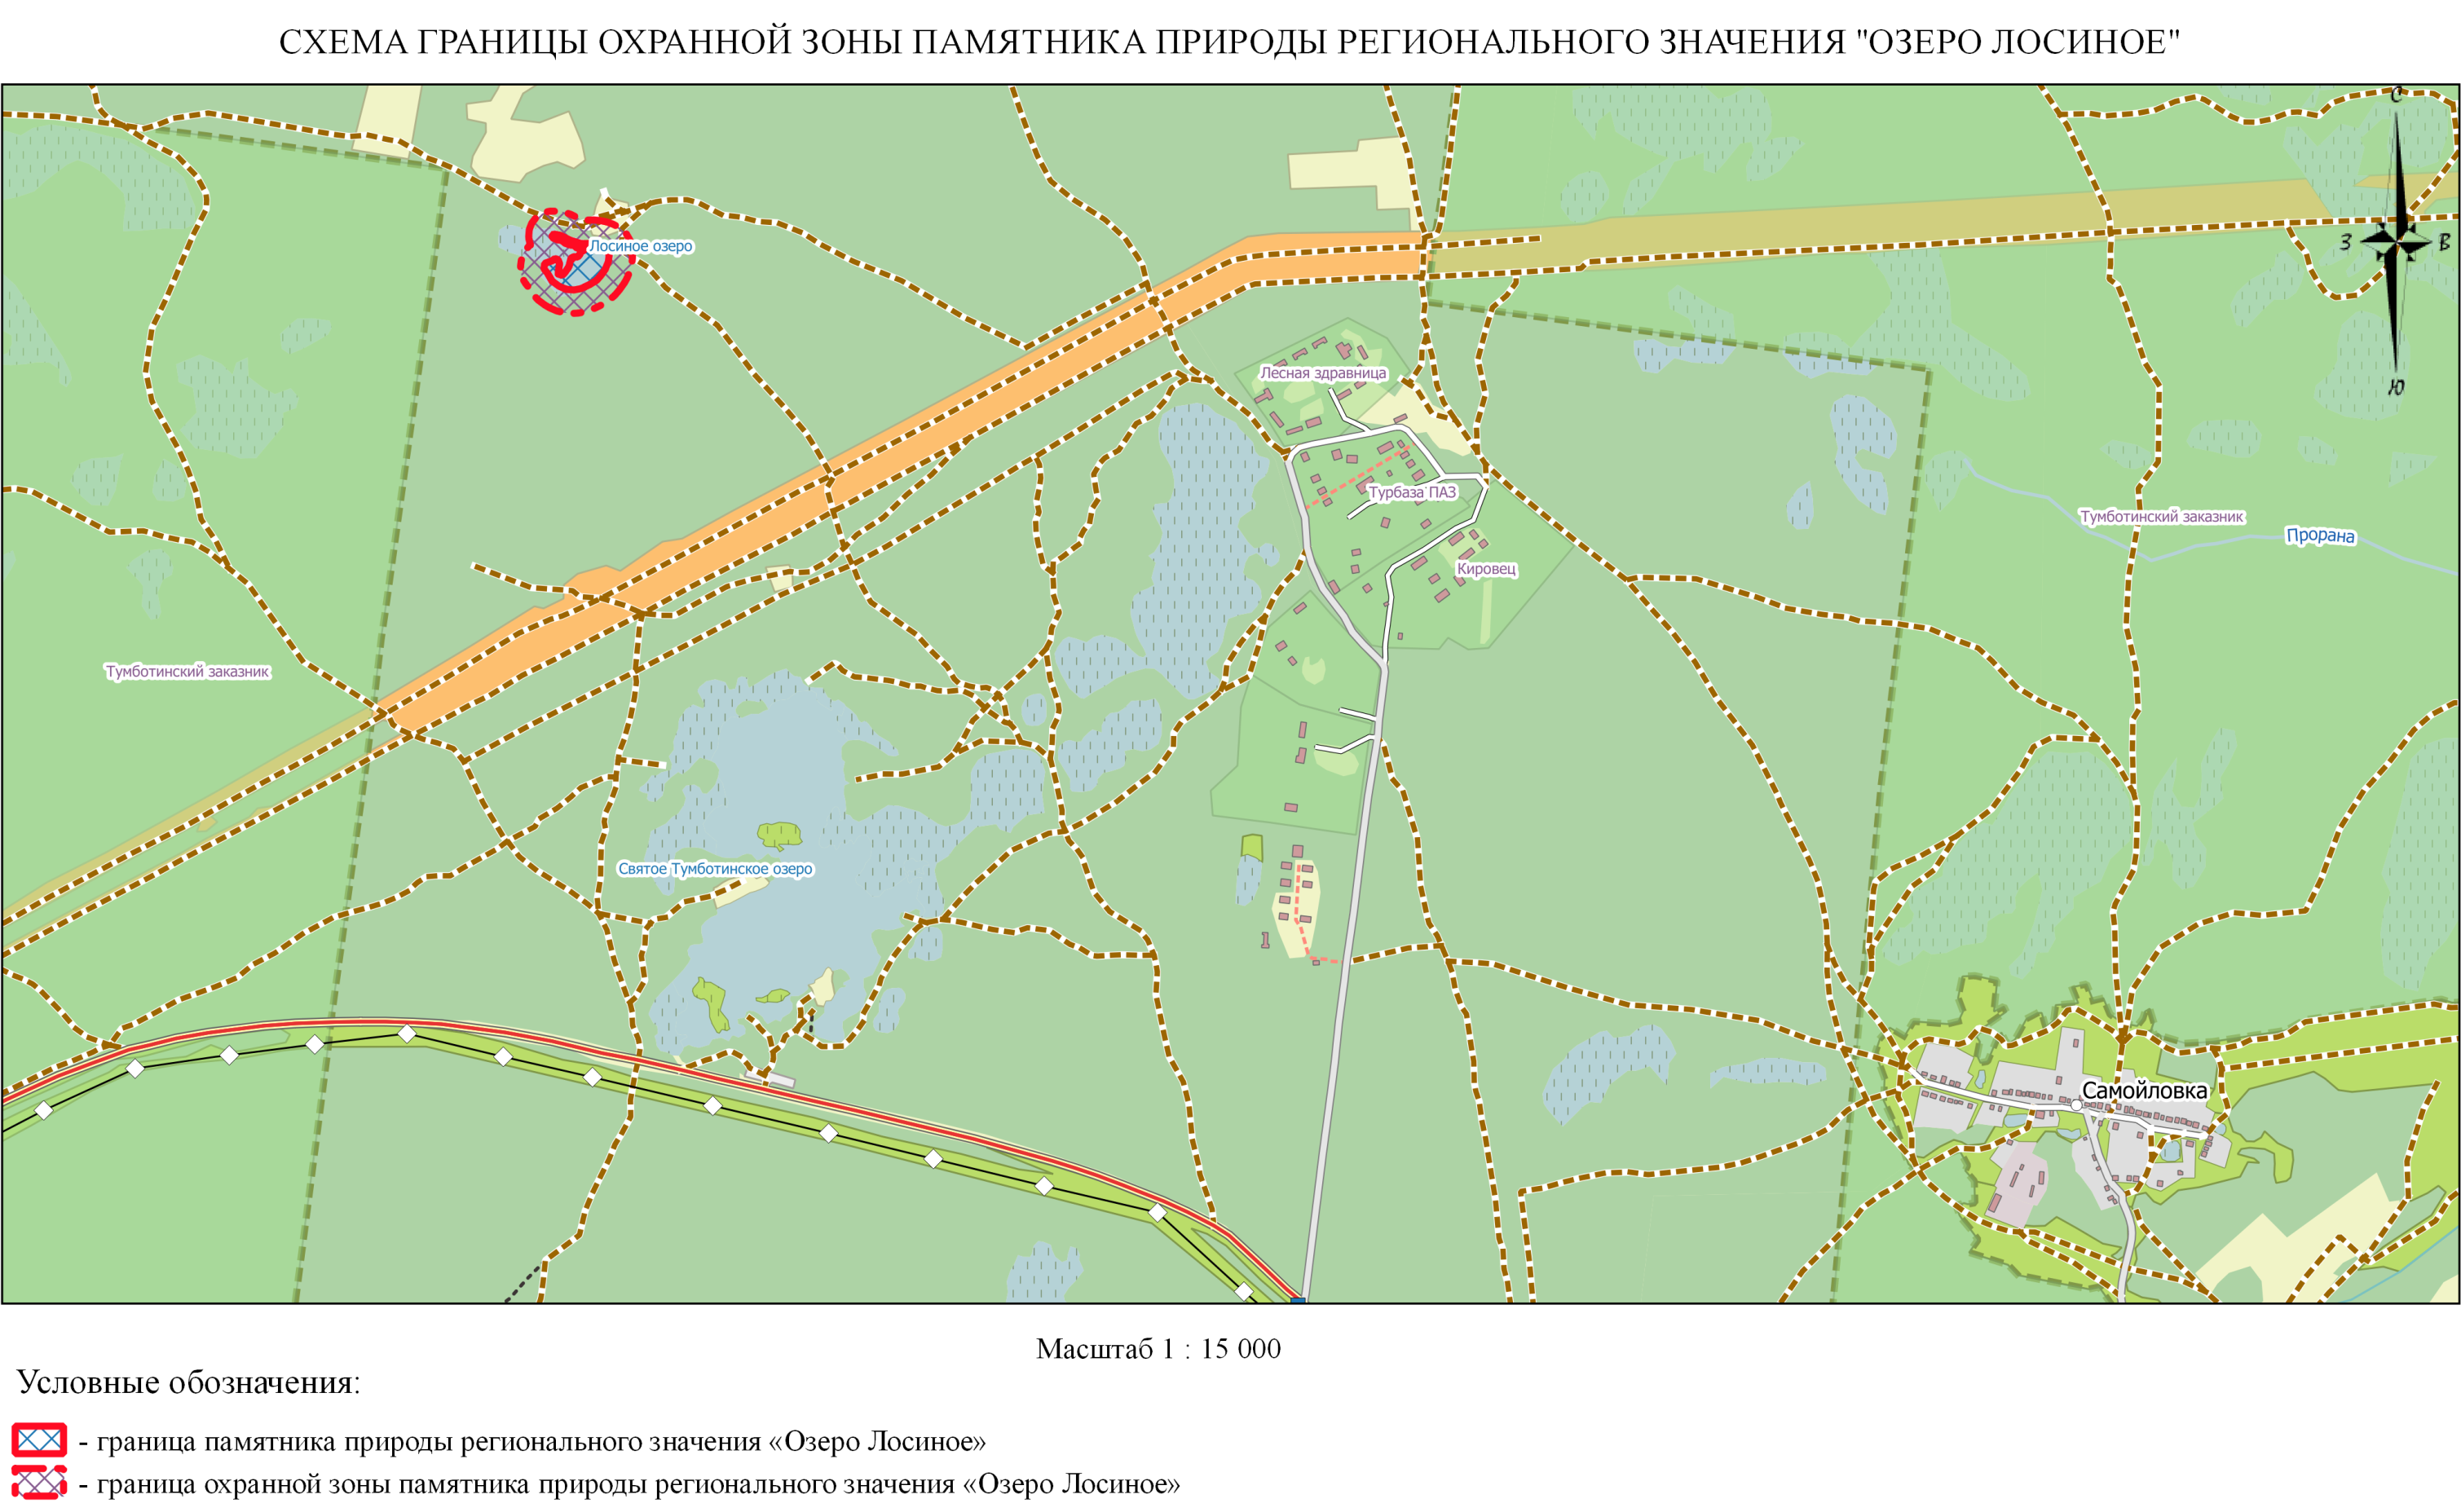 СХЕМА ГРАНИЦЫ ОХРАННОЙ ЗОНЫ ПАМЯТНИКА ПРИРОДЫ РЕГИОНАЛЬНОГО ЗНАЧЕНИЯ "ОЗЕРО ЛОСИНОЕ"
С
З В
Ю
Лосиное озеро
Лесная здравница
Турбаза ПАЗ
Тумботинский заказник
Прорана
Кировец
Тумботинский заказник
Святое Тумботинское озеро
Самойловка
Масштаб 1 : 15 000
Условные обозначения:
- граница памятника природы регионального значения «Озеро Лосиное»
- граница охранной зоны памятника природы регионального значения «Озеро Лосиное»